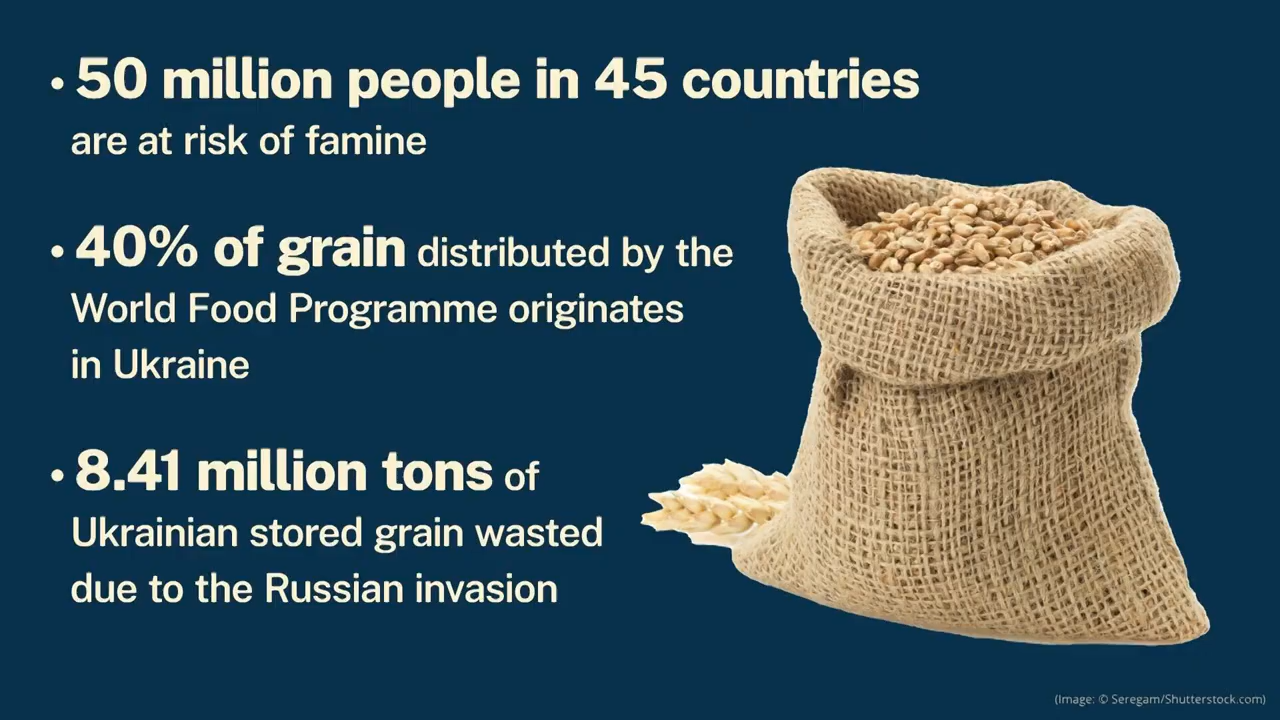 • 50 million people in 45 countries
are at risk of famine
• 40% of grain distributed by the
World Food Programme originates
in Ukraine
• 8.41 million tons of
Ukrainian stored grain wasted
due to the Russian invasion
(Image: © Seregam/Shutterstock.com)